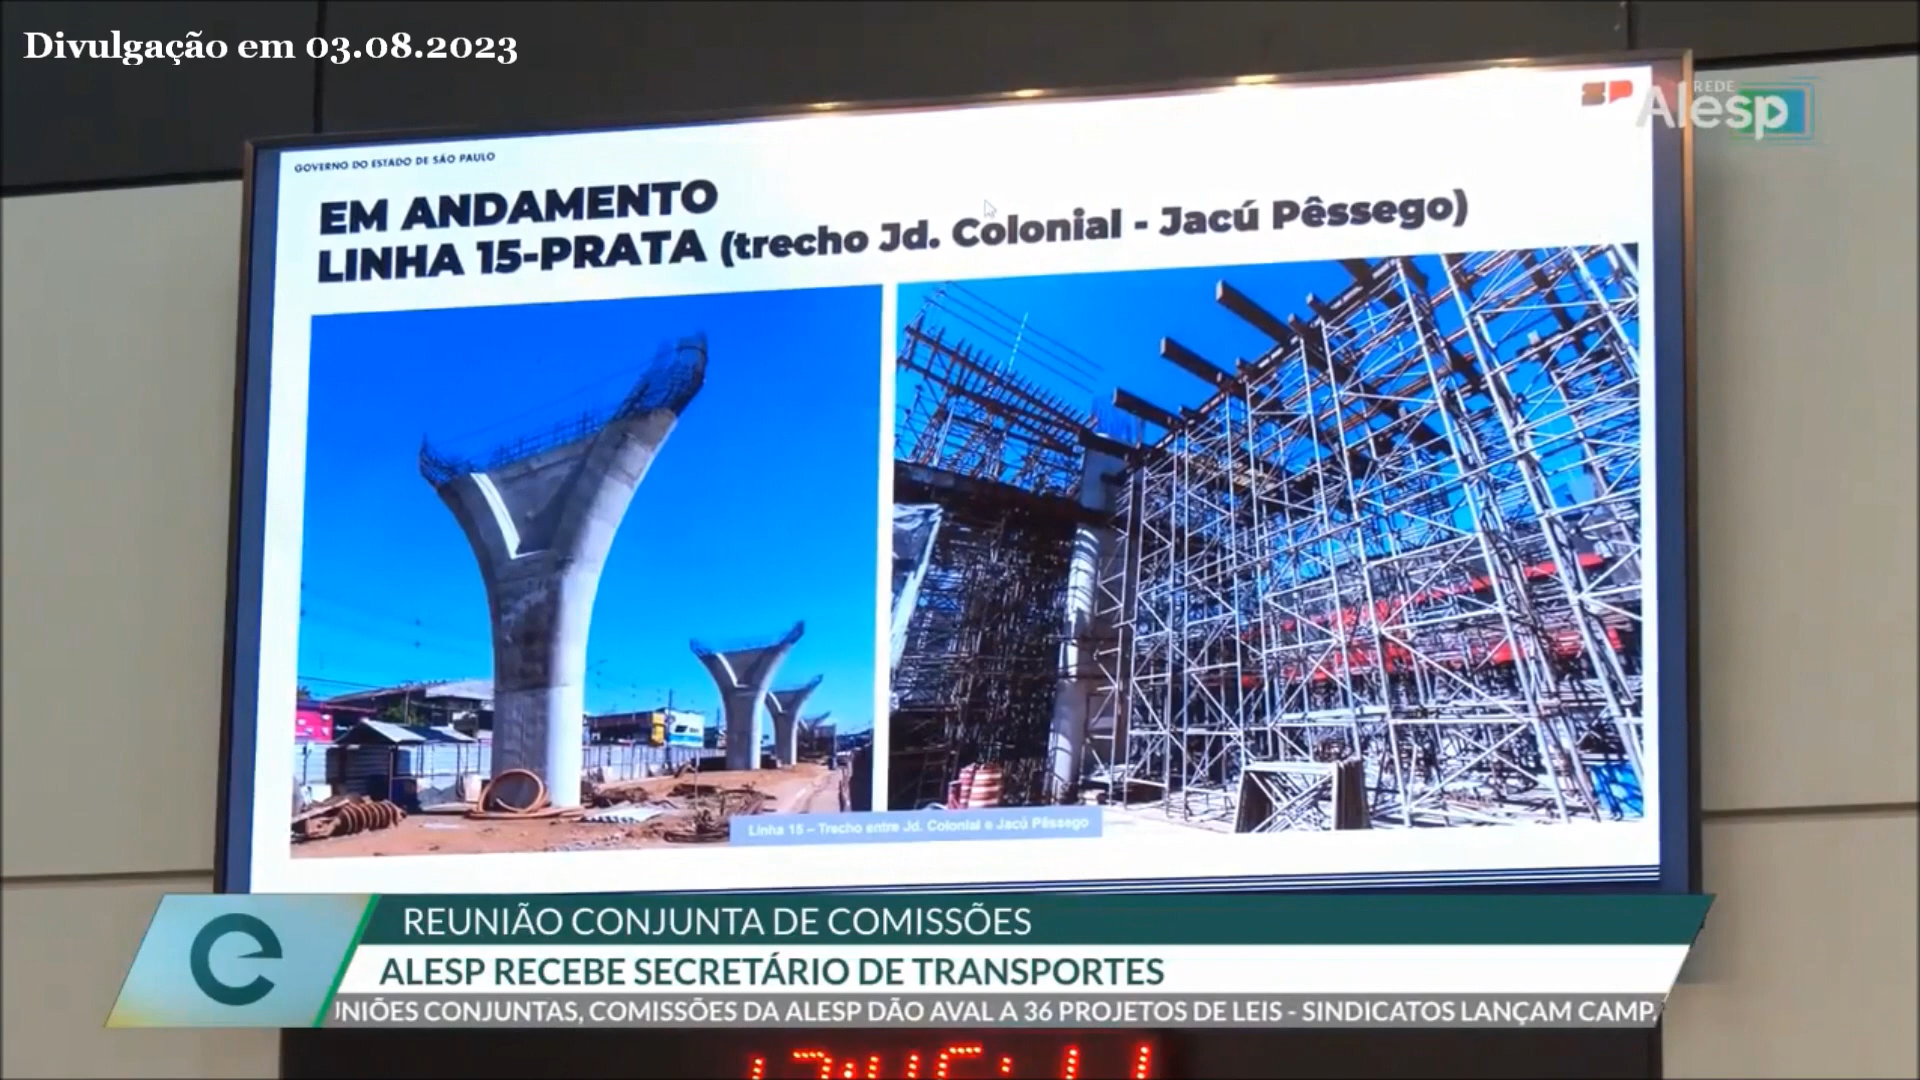 Divulgação em 03.08.2023
REDE
Alesp
SP
GOVERNO DO ESTADO DE SÃO PAULO
EM ANDAMENTO
LINHA 15-PRATA (trecho Jd. Colonial - Jacú Pêssego)
Linha 15 – Trecho entre Jd. Colonial e Jacú Pêssego
REUNIÃO CONJUNTA DE COMISSÕES
ALESP RECEBE SECRETÁRIO DE TRANSPORTES
UNIÕES CONJUNTAS, COMISSÕES DA ALESP DÃO AVAL A 36 PROJETOS DE LEIS - SINDICATOS LANÇAM CAMP